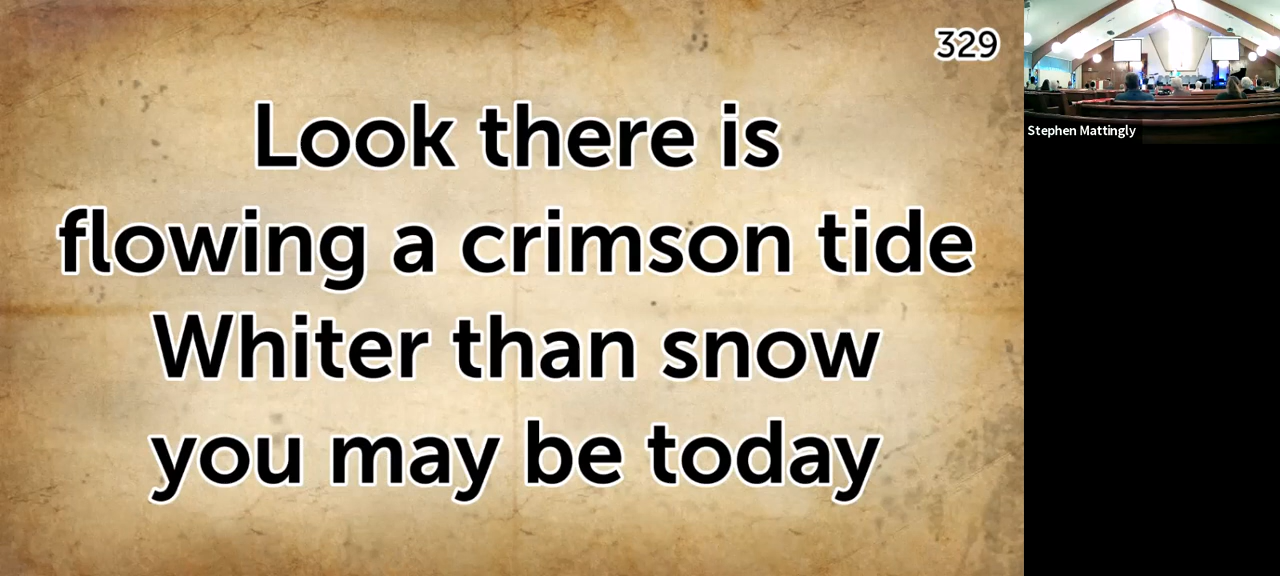 329
Look there is
flowing a crimson tide
Whiter than snow
you may be today
Stephen Mattingly